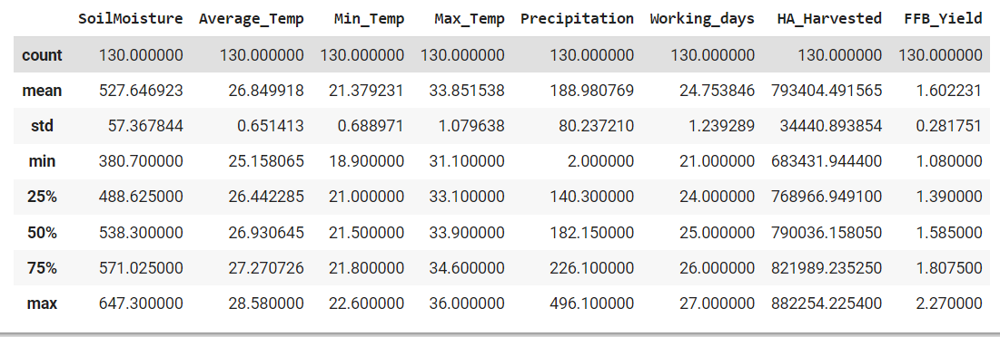 SoilMoisture Average_Temp Min_Temp Max_Temp Precipitation Working_days HA_Harvested FFB_Yield
count 130.000000 130.000000 130.000000 130.000000 130.000000 130.000000 130.000000 130.000000
mean 527.646923 26.849918 21.379231 33.851538 188.980769 24.753846 793404.491565 1.602231
std 57.367844 0.651413 0.688971 1.079638 80.237210 1.239289 34440.893854 0.281751
min 380.700000 25.158065 18.900000 31.100000 2.000000 21.000000 683431.944400 1.080000
25% 488.625000 26.442285 21.000000 33.100000 140.300000 24.000000 768966.949100 1.390000
50% 538.300000 26.930645 21.500000 33.900000 182.150000 25.000000 790036.158050 1.585000
75% 571.025000 27.270726 21.800000 34.600000 226.100000 26.000000 821989.235250 1.807500
max 647.300000 28.580000 22.600000 36.000000 496.100000 27.000000 882254.225400 2.270000